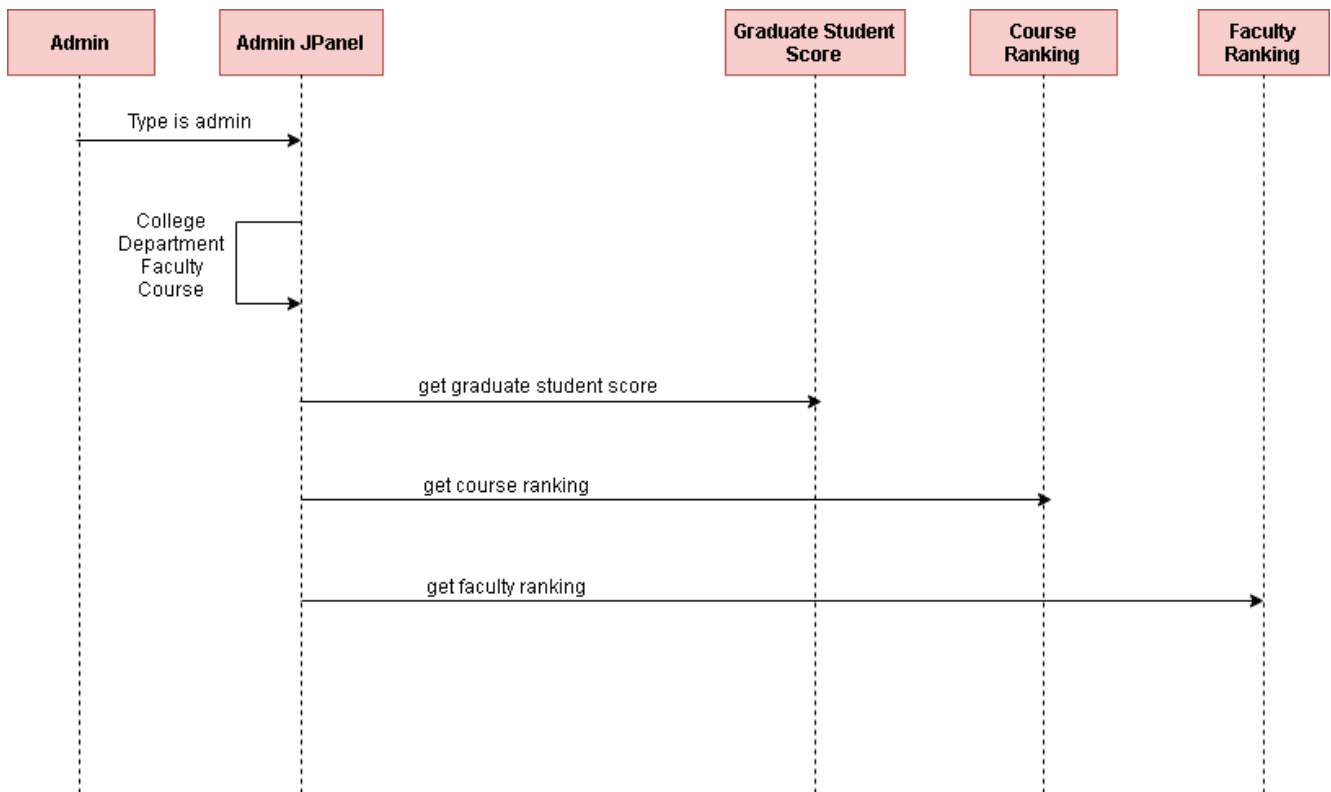 Admin
Admin JPanel
Graduate Student
Score
Course
Ranking
Faculty
Ranking
Type is admin
College
Department
Faculty
Course
get graduate student score
get course ranking
get faculty ranking